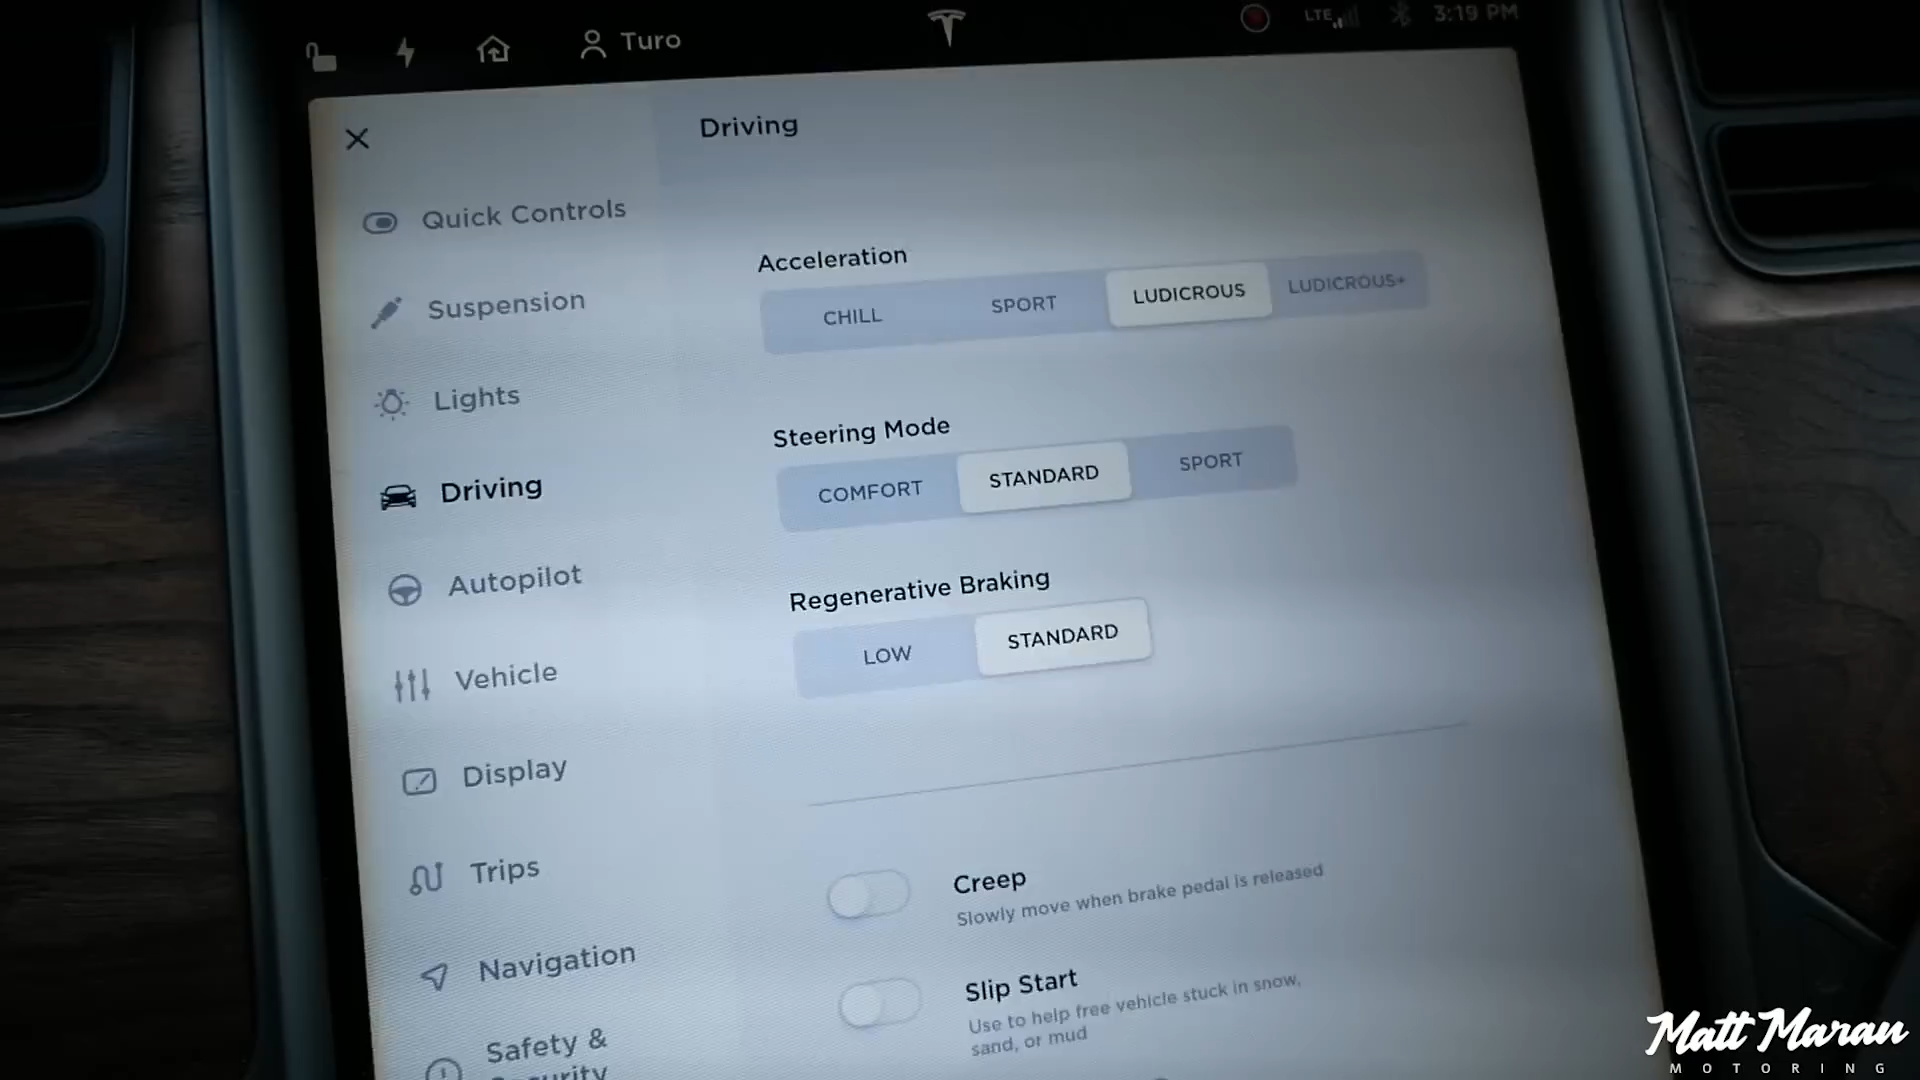 Turo
LTE
3:19 PM
Driving
Quick Controls
Suspension
Lights
Driving
Autopilot
Vehicle
Display
Trips
Navigation
Safety &
Security
Acceleration
CHILL
SPORT
LUDICROUS
LUDICROUS+
Steering Mode
COMFORT
STANDARD
SPORT
Regenerative Braking
LOW
STANDARD
Creep
Slowly move when brake pedal is released
Slip Start
Use to help free vehicle stuck in snow,
sand, or mud
Matt Maran
MOTORING